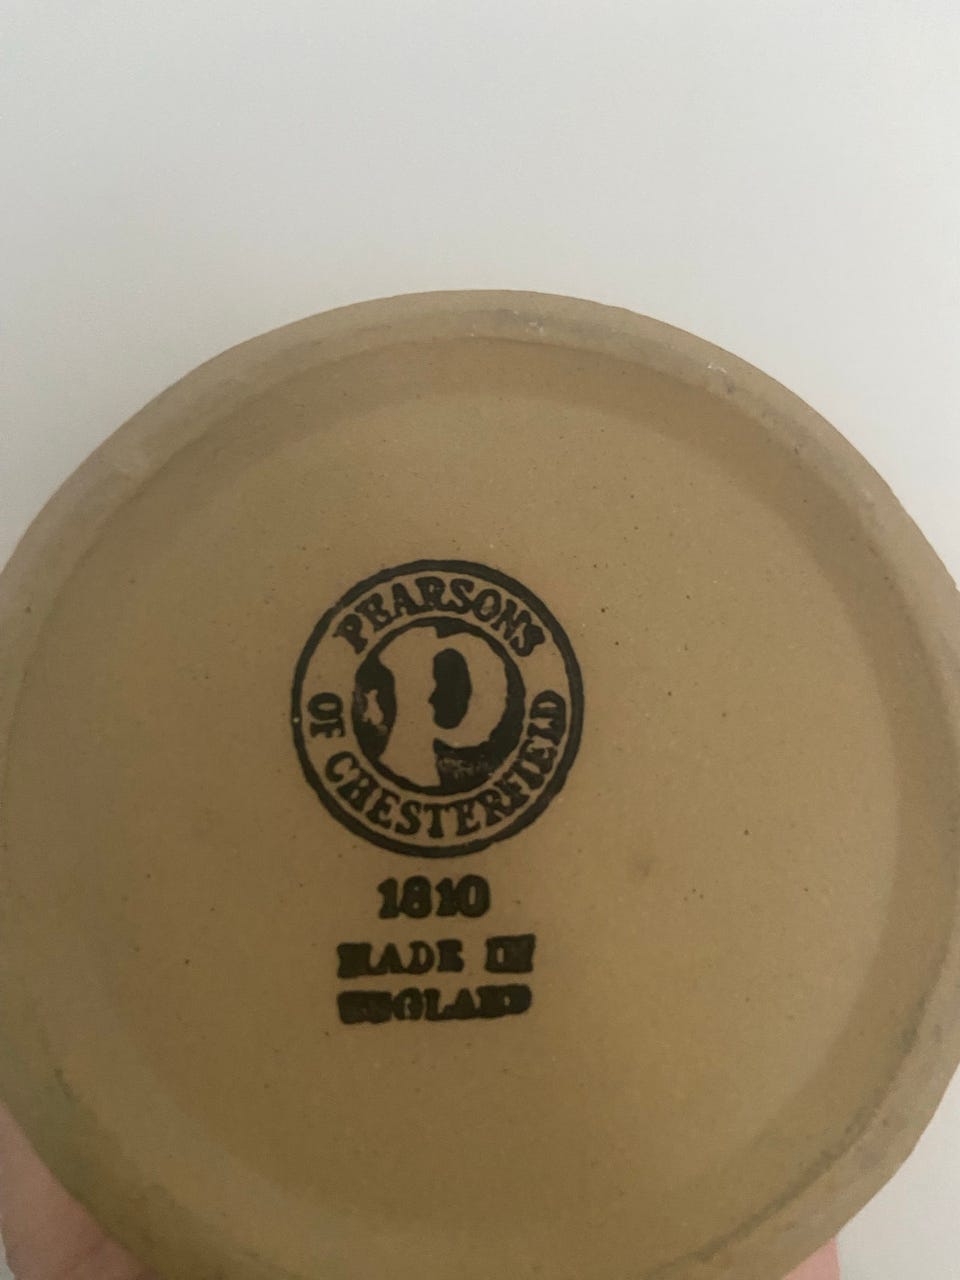 PEARSONS
OF CHESTERFIELD
P
1810
MADE IN
ENGLAND